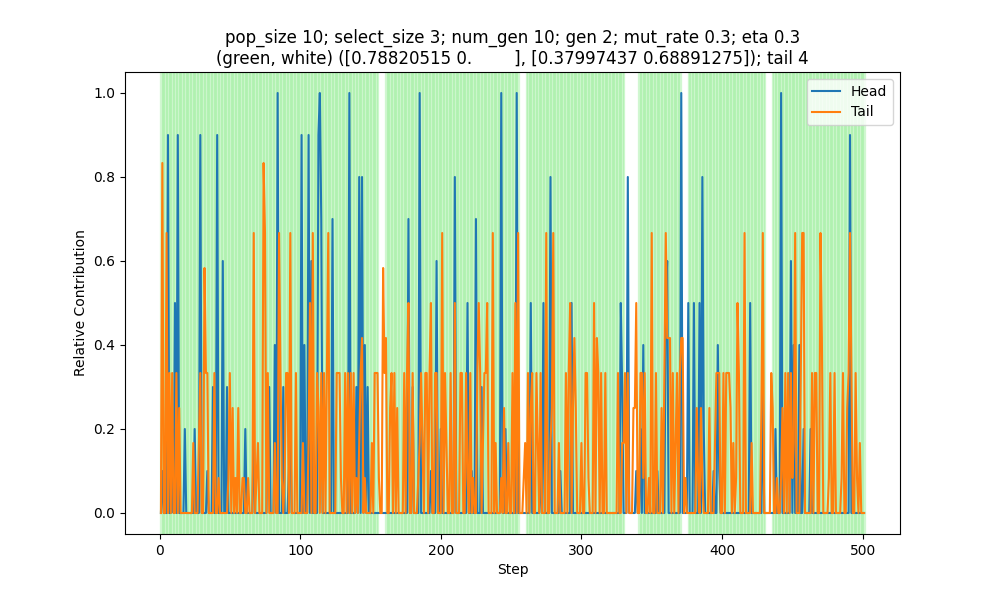 pop_size 10; select_size 3; num_gen 10; gen 2; mut_rate 0.3; eta 0.3
(green, white) ([0.78820515 0.        ], [0.37997437 0.68891275]); tail 4
Head
Tail
1.0
0.8
0.6
0.4
0.2
0.0
Relative Contribution
0 100 200 300 400 500
Step